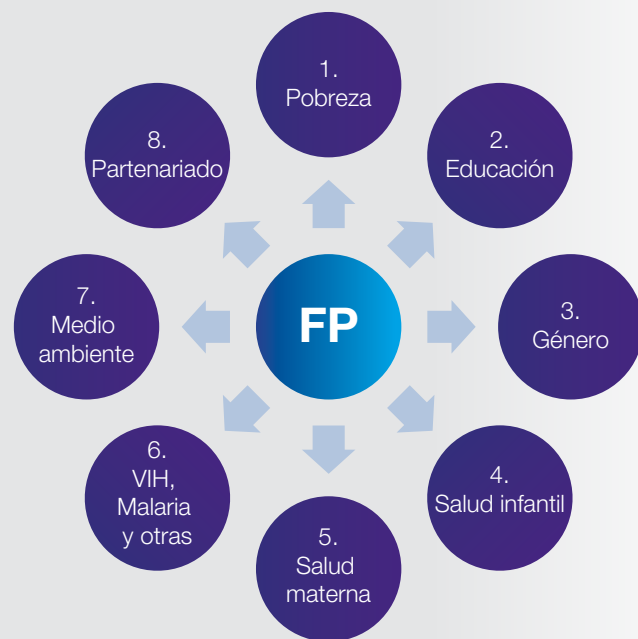 1.
Pobreza
2.
Educación
3.
Género
4.
Salud infantil
5.
Salud
materna
6.
VIH,
Malaria
y otras
7.
Medio
ambiente
8.
Partenariado
FP